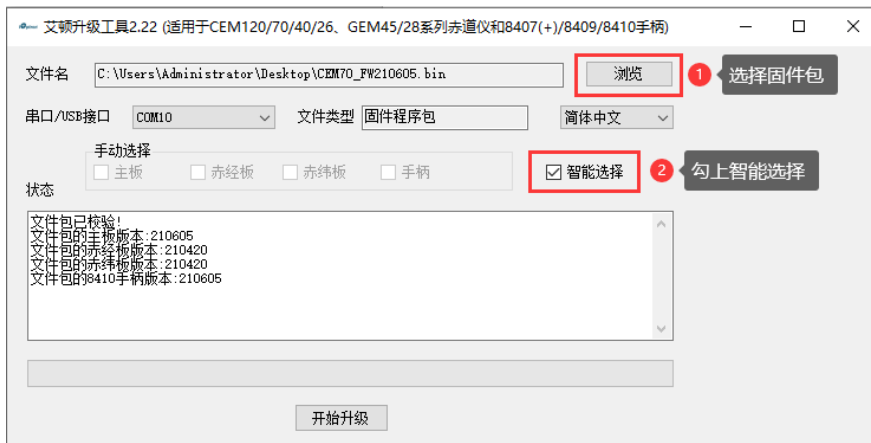 艾顿升级工具2.22 (适用于CEM120/70/40/26、GEM45/28系列赤道仪和8407(+)/8409/8410手柄)
文件名 C:\Users\Administrator\Desktop\CEM70_FW210605.bin 浏览 1 选择固件包
串口/USB接口 COM10 文件类型 固件程序包 简体中文
手动选择
主板 赤经板 赤纬板 手柄 智能选择 2 勾上智能选择
状态
文件包已校验!
文件包的主板版本:210605
文件包的赤经板版本:210420
文件包的赤纬板版本:210420
文件包的8410手柄版本:210605
开始升级